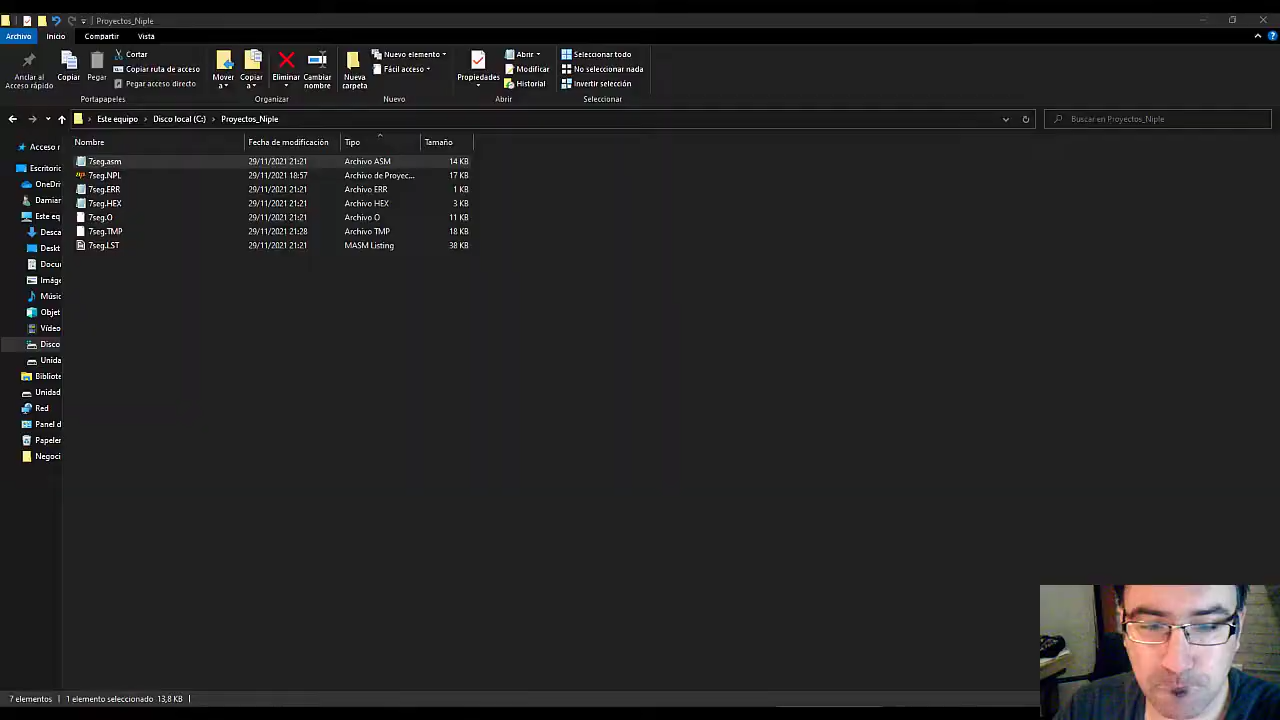 Proyectos_Niple
Archivo Inicio Compartir Vista
Anclar al Acceso rápido
Copiar
Pegar
Cortar
Copiar ruta de acceso
Pegar acceso directo
Portapapeles
Mover a
Copiar a
Eliminar
Cambiar nombre
Organizar
Nueva carpeta
Nuevo elemento
Fácil acceso
Nuevo
Propiedades
Abrir
Modificar
Historial
Abrir
Seleccionar todo
No seleccionar nada
Invertir selección
Seleccionar
Este equipo > Disco local (C:) > Proyectos_Niple
Buscar en Proyectos_Niple
Nombre Fecha de modificación Tipo Tamaño
7seg.asm 29/11/2021 21:21 Archivo ASM 14 KB
7seg.NPL 29/11/2021 18:57 Archivo de Proyec... 17 KB
7seg.ERR 29/11/2021 21:21 Archivo ERR 1 KB
7seg.HEX 29/11/2021 21:21 Archivo HEX 3 KB
7seg.O 29/11/2021 21:21 Archivo O 11 KB
7seg.TMP 29/11/2021 21:28 Archivo TMP 18 KB
7seg.LST 29/11/2021 21:21 MASM Listing 38 KB
Acceso r
Escritorio
OneDriv
Damian
Este eq
Desca
Deskt
Docu
Imáge
Músic
Objet
Vídeo
Disco
Unida
Bibliote
Unidad
Red
Panel d
Papeler
Negoci
7 elementos 1 elemento seleccionado 13,8 KB